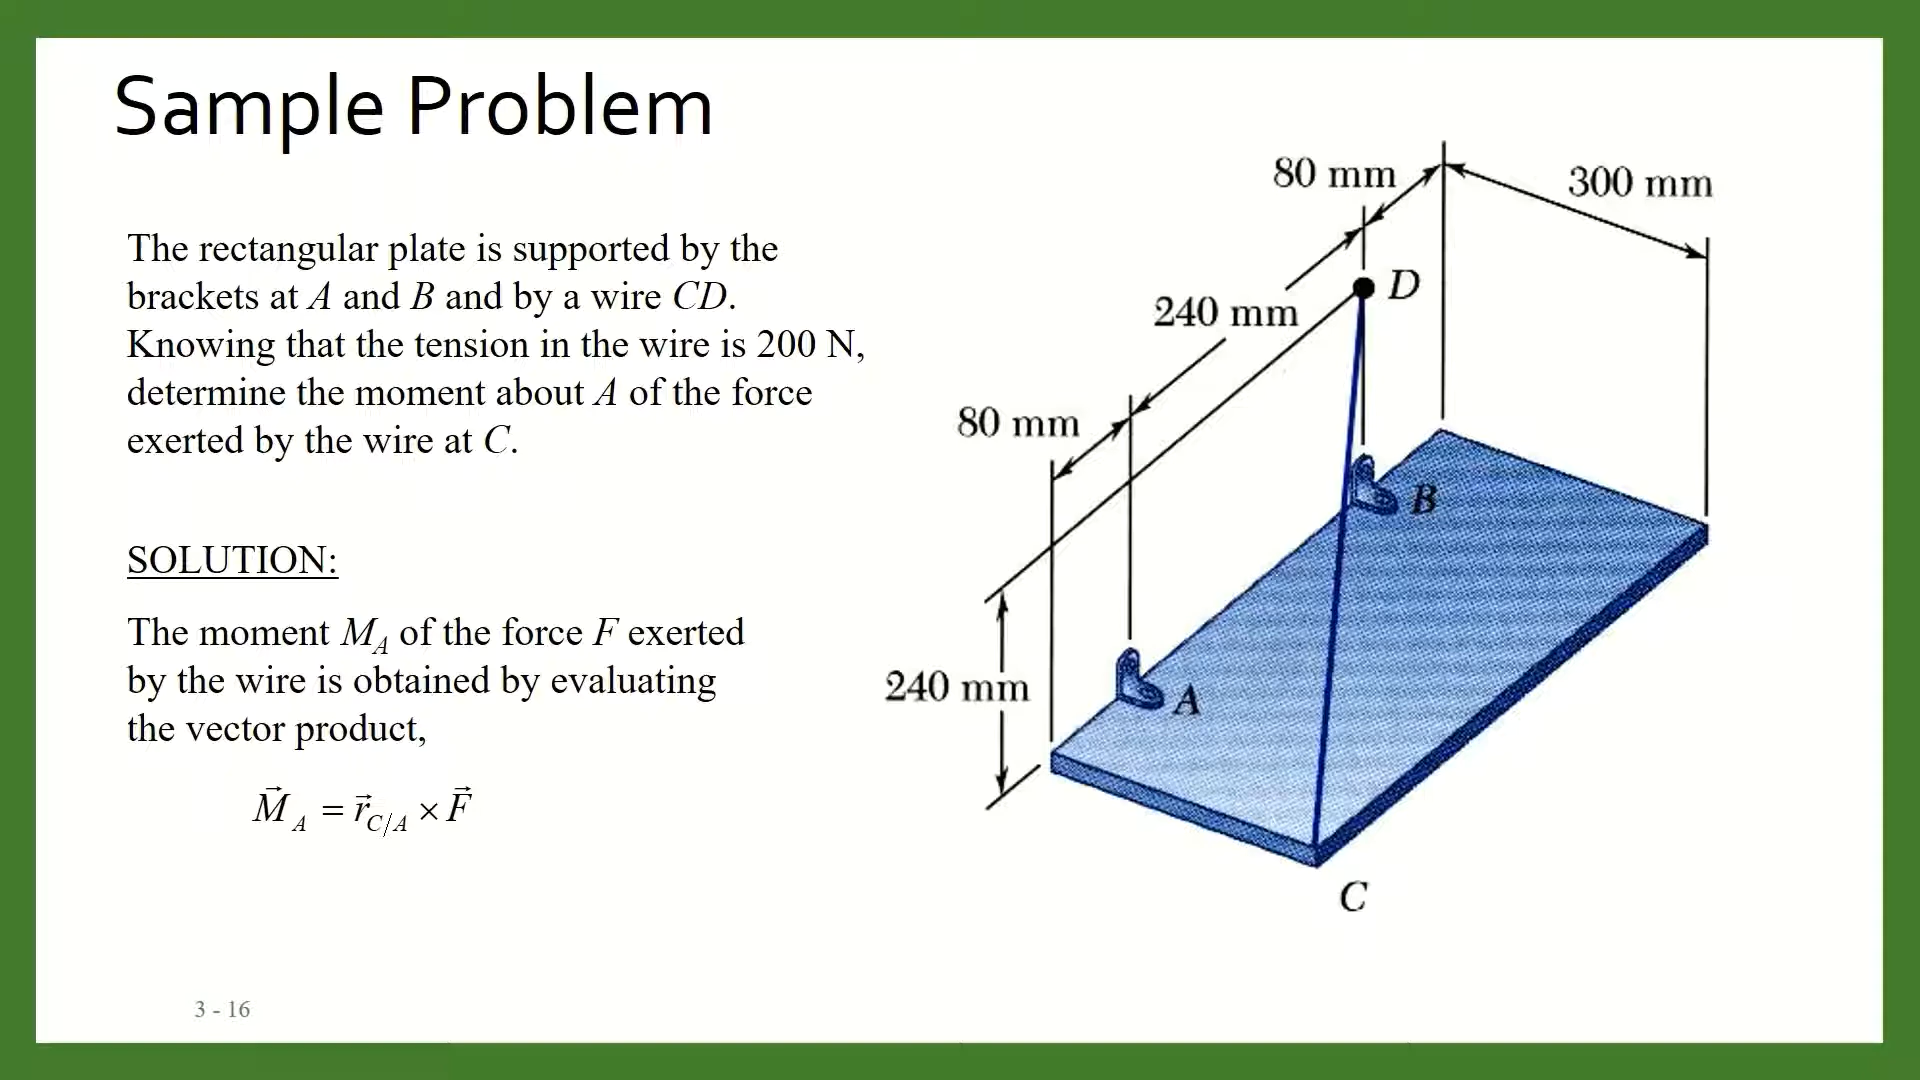 Sample Problem
The rectangular plate is supported by the
brackets at A and B and by a wire CD.
Knowing that the tension in the wire is 200 N,
determine the moment about A of the force
exerted by the wire at C.
SOLUTION:
The moment M_A of the force F exerted
by the wire is obtained by evaluating
the vector product,
M⃗_A = r⃗_C/A × F⃗
3 - 16
80 mm
300 mm
D
240 mm
80 mm
B
240 mm
A
C